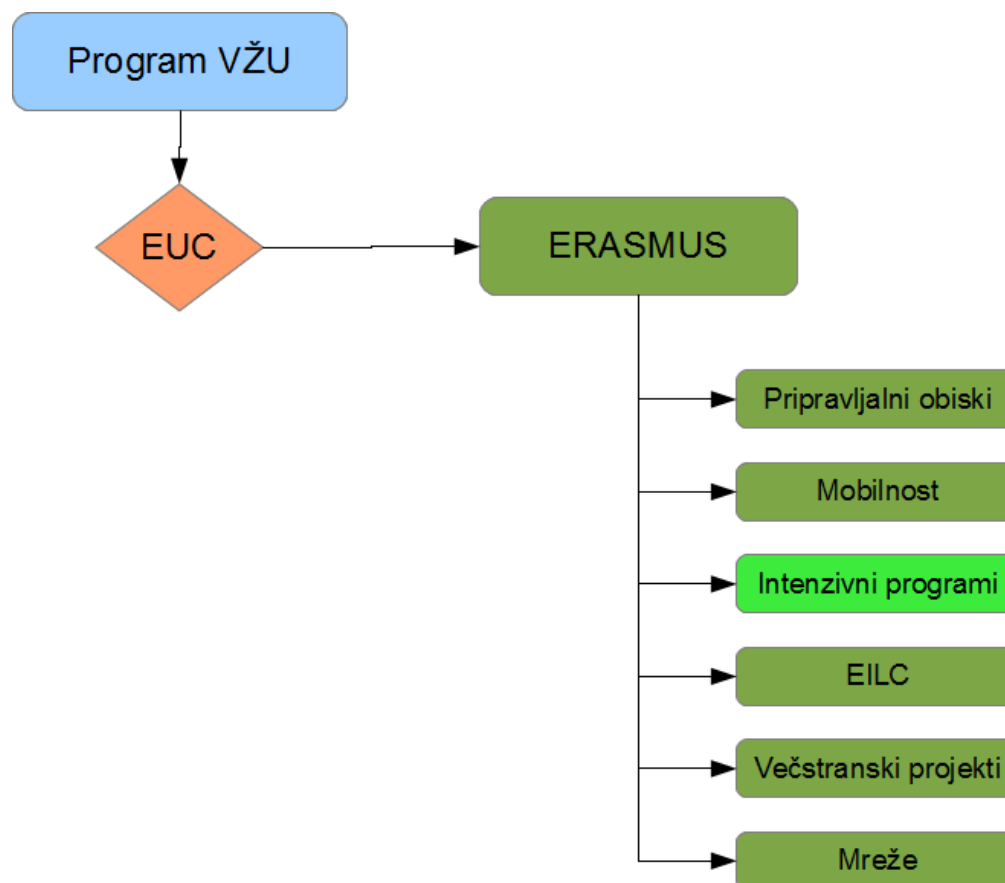 Program VŽU
EUC
ERASMUS
Pripravljalni obiski
Mobilnost
Intenzivni programi
EILC
Večstranski projekti
Mreže